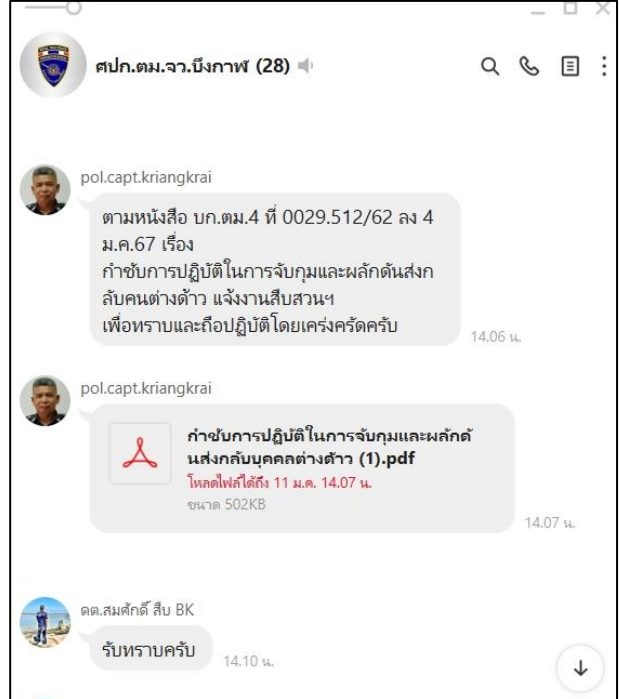 ศปก.ตม.จว.บึงกาฬ (28)
pol.capt.kriangkrai
ตามหนังสือ บก.ตม.4 ที่ 0029.512/62 ลง 4
ม.ค.67 เรื่อง
กำชับการปฏิบัติในการจับกุมและผลักดันส่งก
ลับคนต่างด้าว แจ้งงานสืบสวนฯ
เพื่อทราบและถือปฏิบัติโดยเคร่งครัดครับ
14.06 น.
pol.capt.kriangkrai
กำชับการปฏิบัติในการจับกุมและผลักดั
นส่งกลับบุคคลต่างด้าว (1).pdf
โหลดไฟล์ได้ถึง 11 ม.ค. 14.07 น.
ขนาด 502KB
14.07 น.
ดต.สมศักดิ์ สืบ BK
รับทราบครับ
14.10 น.